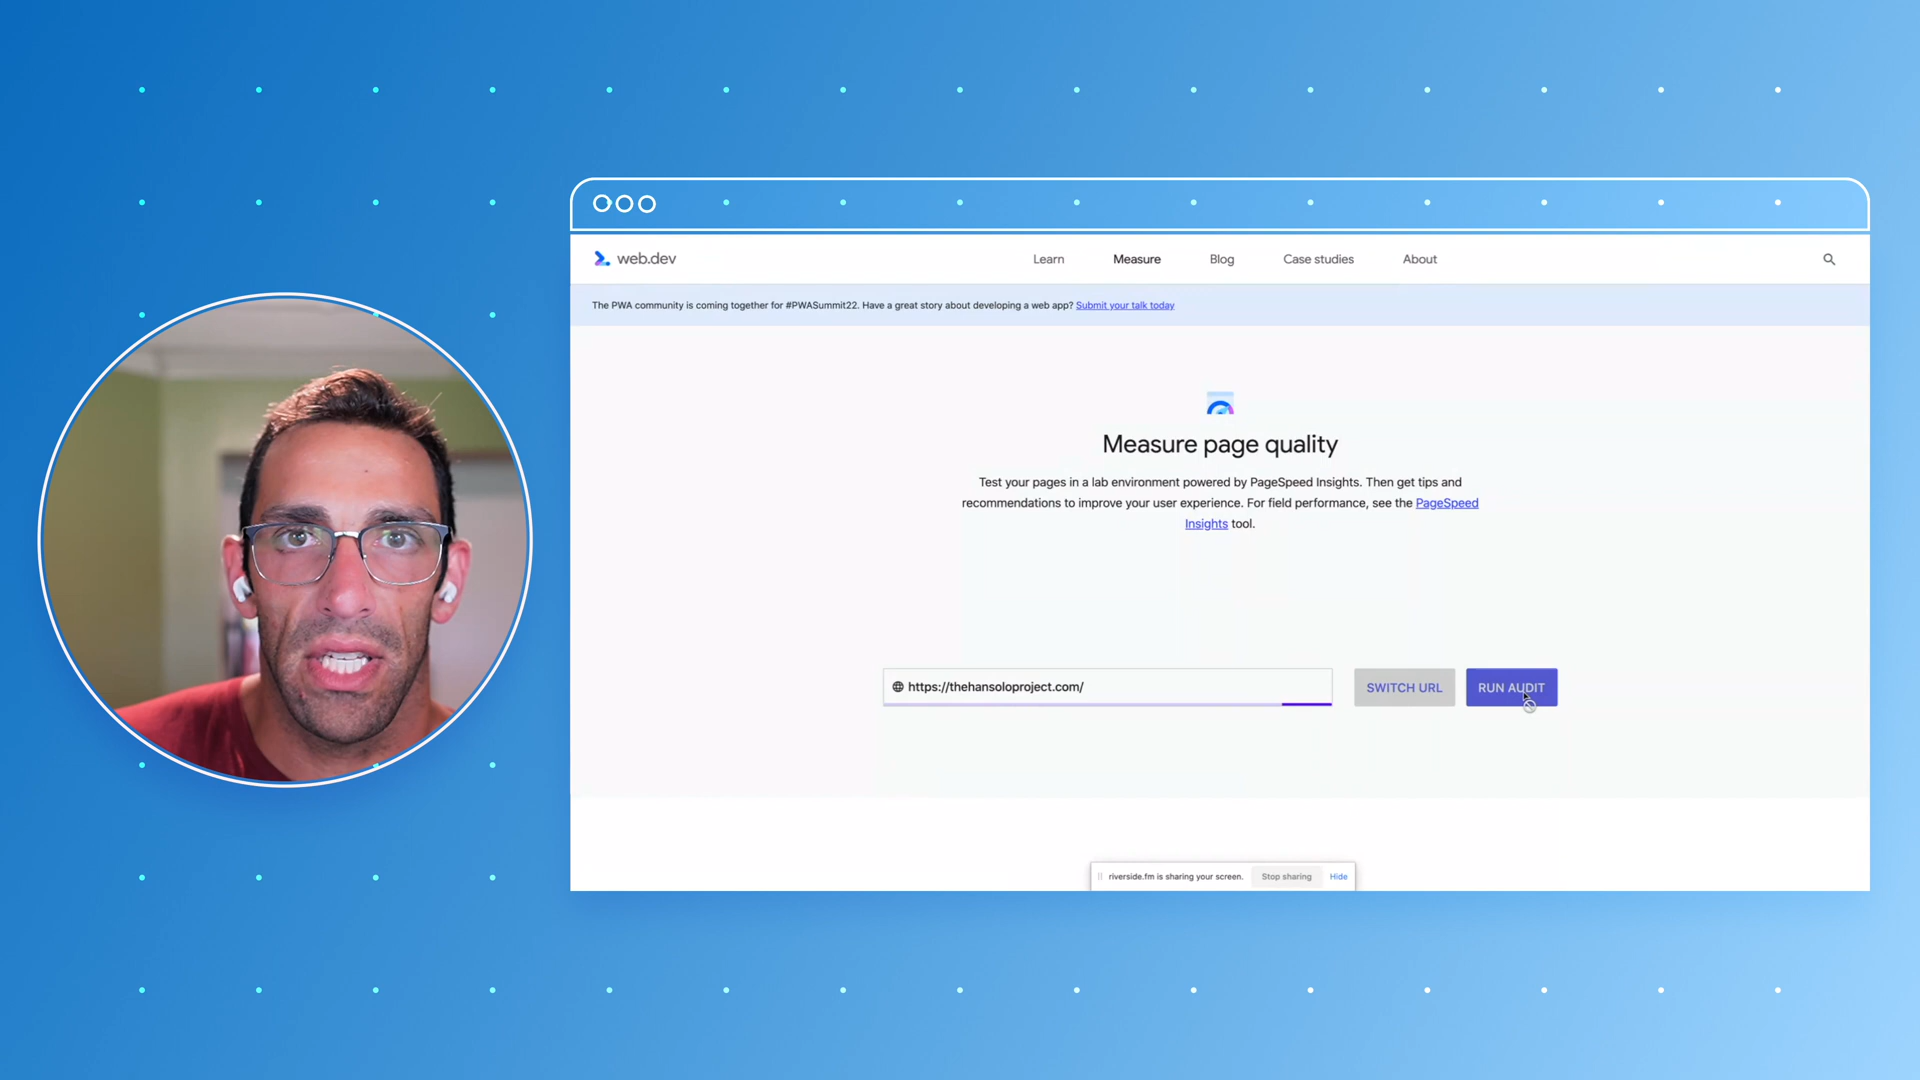 web.dev
Learn Measure Blog Case studies About
The PWA community is coming together for #PWASummit22. Have a great story about developing a web app? Submit your talk today
Measure page quality
Test your pages in a lab environment powered by PageSpeed Insights. Then get tips and
recommendations to improve your user experience. For field performance, see the PageSpeed
Insights tool.
https://thehansoloproject.com/ SWITCH URL RUN AUDIT
riverside.fm is sharing your screen. Stop sharing Hide